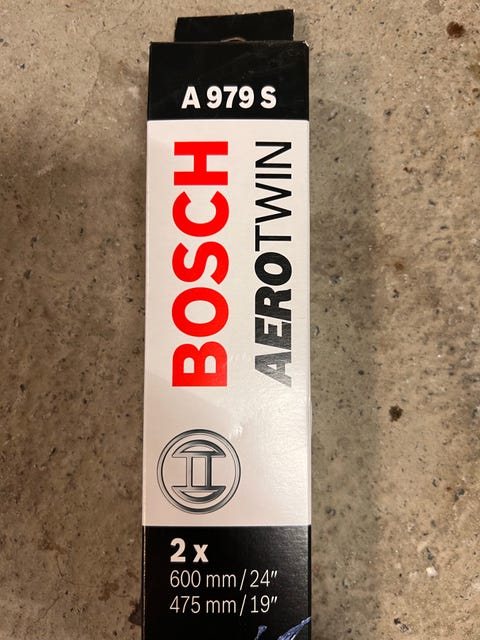 A 979 S
BOSCH
AEROTWIN
2 x
600 mm / 24"
475 mm / 19"